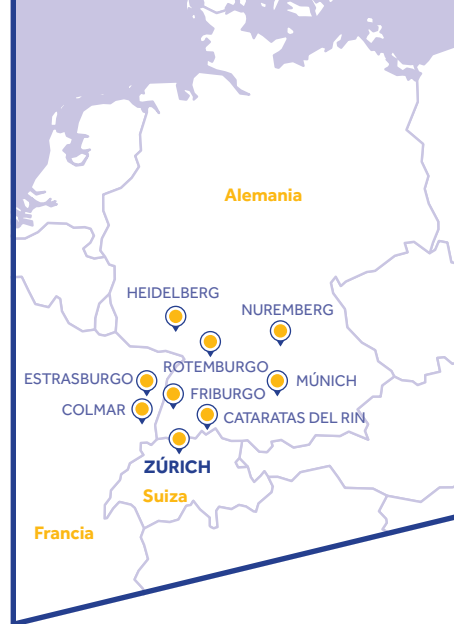 Alemania
HEIDELBERG
NUREMBERG
ROTEMBURGO
ESTRASBURGO
MÚNICH
FRIBURGO
COLMAR
CATARATAS DEL RIN
ZÚRICH
Suiza
Francia